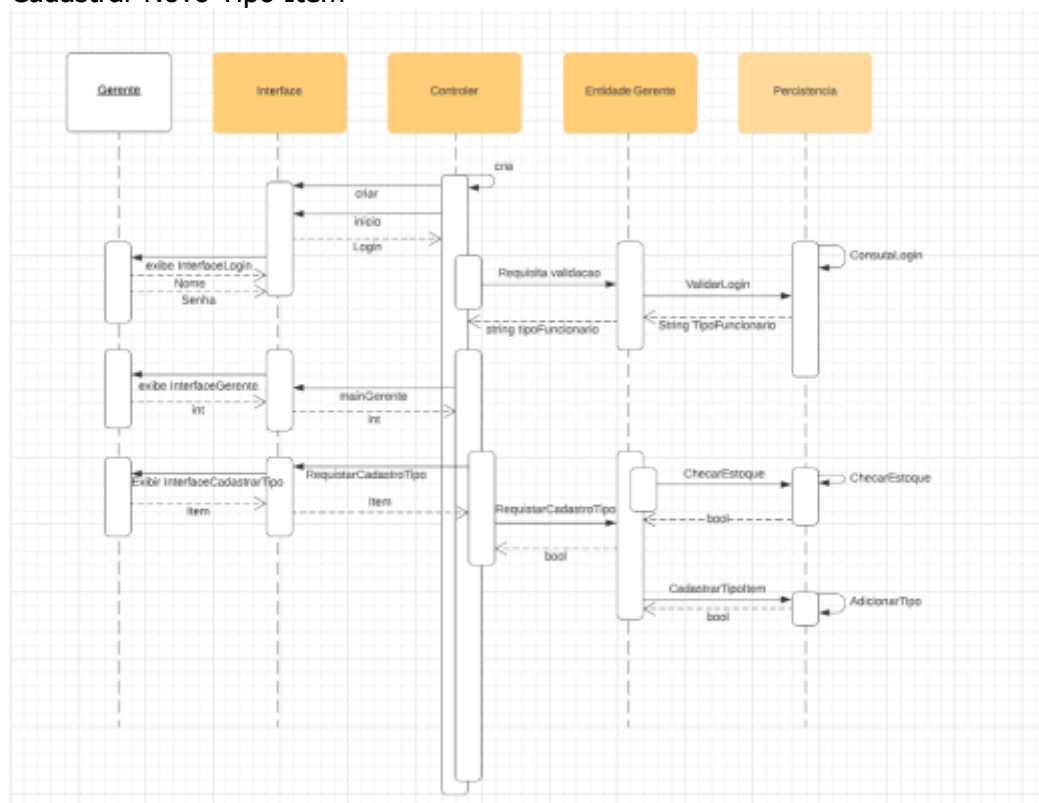 Cadastrar Novo Tipo Item
Gerente
Interface
Controler
Entidade Gerente
Percistencia
cria
criar
inicio
Login
exibe InterfaceLogin
Nome
Senha
Requisita validacao
ValidarLogin
ConsutaLogin
string tipoFuncionario
String TipoFuncionario
exibe InterfaceGerente
int
mainGerente
int
Exibir InterfaceCadastrarTipo
Item
RequistarCadastroTipo
Item
RequistarCadastroTipo
bool
ChecarEstoque
ChecarEstoque
bool
CadastrarTipoItem
bool
AdicionarTipo